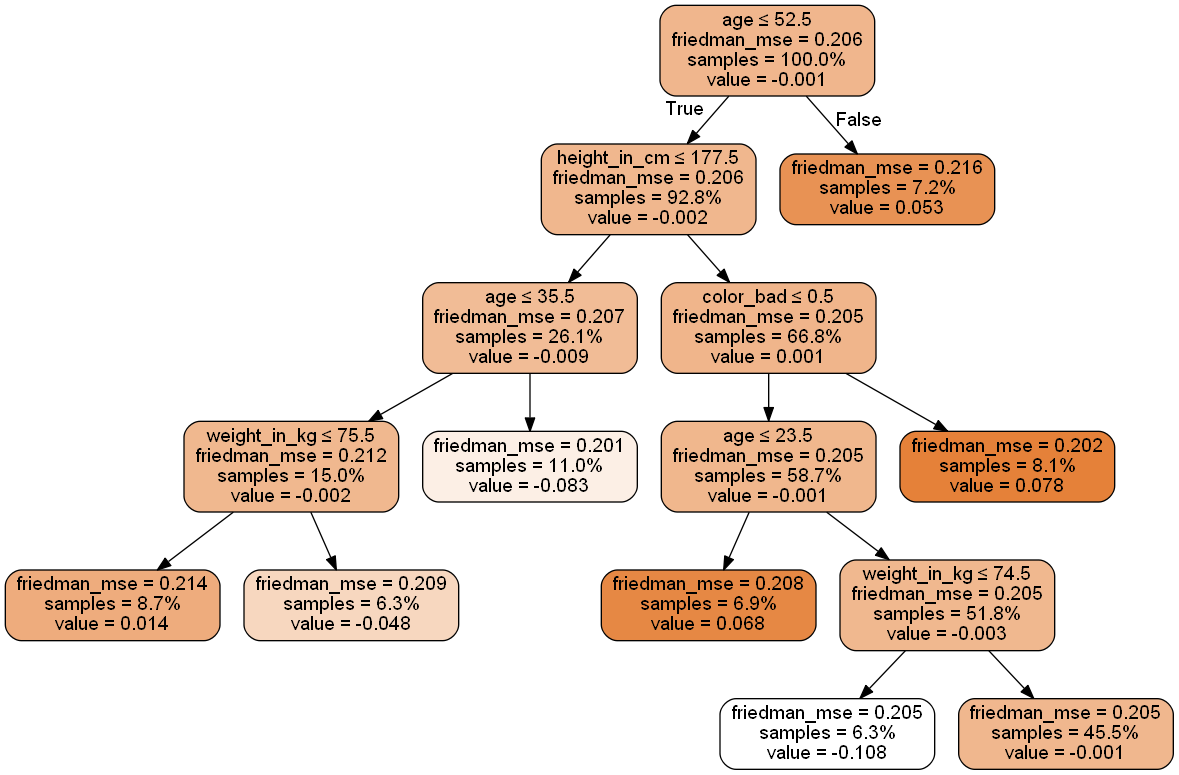 age ≤ 52.5
friedman_mse = 0.206
samples = 100.0%
value = -0.001
True
False
height_in_cm ≤ 177.5
friedman_mse = 0.206
samples = 92.8%
value = -0.002
friedman_mse = 0.216
samples = 7.2%
value = 0.053
age ≤ 35.5
friedman_mse = 0.207
samples = 26.1%
value = -0.009
color_bad ≤ 0.5
friedman_mse = 0.205
samples = 66.8%
value = 0.001
weight_in_kg ≤ 75.5
friedman_mse = 0.212
samples = 15.0%
value = -0.002
friedman_mse = 0.201
samples = 11.0%
value = -0.083
age ≤ 23.5
friedman_mse = 0.205
samples = 58.7%
value = -0.001
friedman_mse = 0.202
samples = 8.1%
value = 0.078
friedman_mse = 0.214
samples = 8.7%
value = 0.014
friedman_mse = 0.209
samples = 6.3%
value = -0.048
friedman_mse = 0.208
samples = 6.9%
value = 0.068
weight_in_kg ≤ 74.5
friedman_mse = 0.205
samples = 51.8%
value = -0.003
friedman_mse = 0.205
samples = 6.3%
value = -0.108
friedman_mse = 0.205
samples = 45.5%
value = -0.001